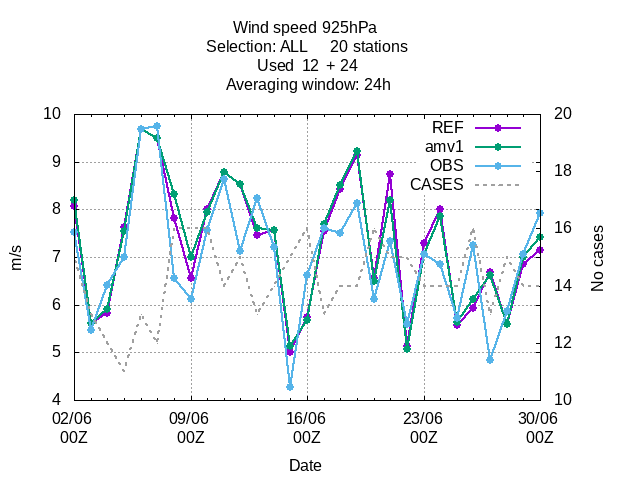 Wind speed 925hPa
Selection: ALL     20 stations
Used  12 + 24
Averaging window: 24h
REF
amv1
OBS
CASES
10
9
8
7
6
5
4
m/s
20
18
16
14
12
10
No cases
02/06 09/06 16/06 23/06 30/06
00Z 00Z 00Z 00Z 00Z
Date